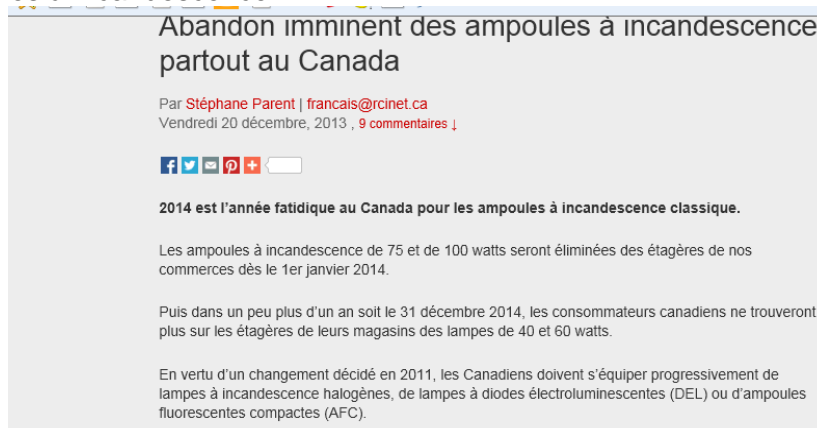 Abandon imminent des ampoules à incandescence
partout au Canada
Par Stéphane Parent | francais@rcinet.ca
Vendredi 20 décembre, 2013 , 9 commentaires ↓
2014 est l'année fatidique au Canada pour les ampoules à incandescence classique.
Les ampoules à incandescence de 75 et de 100 watts seront éliminées des étagères de nos
commerces dès le 1er janvier 2014.
Puis dans un peu plus d'un an soit le 31 décembre 2014, les consommateurs canadiens ne trouveront
plus sur les étagères de leurs magasins des lampes de 40 et 60 watts.
En vertu d'un changement décidé en 2011, les Canadiens doivent s'équiper progressivement de
lampes à incandescence halogènes, de lampes à diodes électroluminescentes (DEL) ou d'ampoules
fluorescentes compactes (AFC).